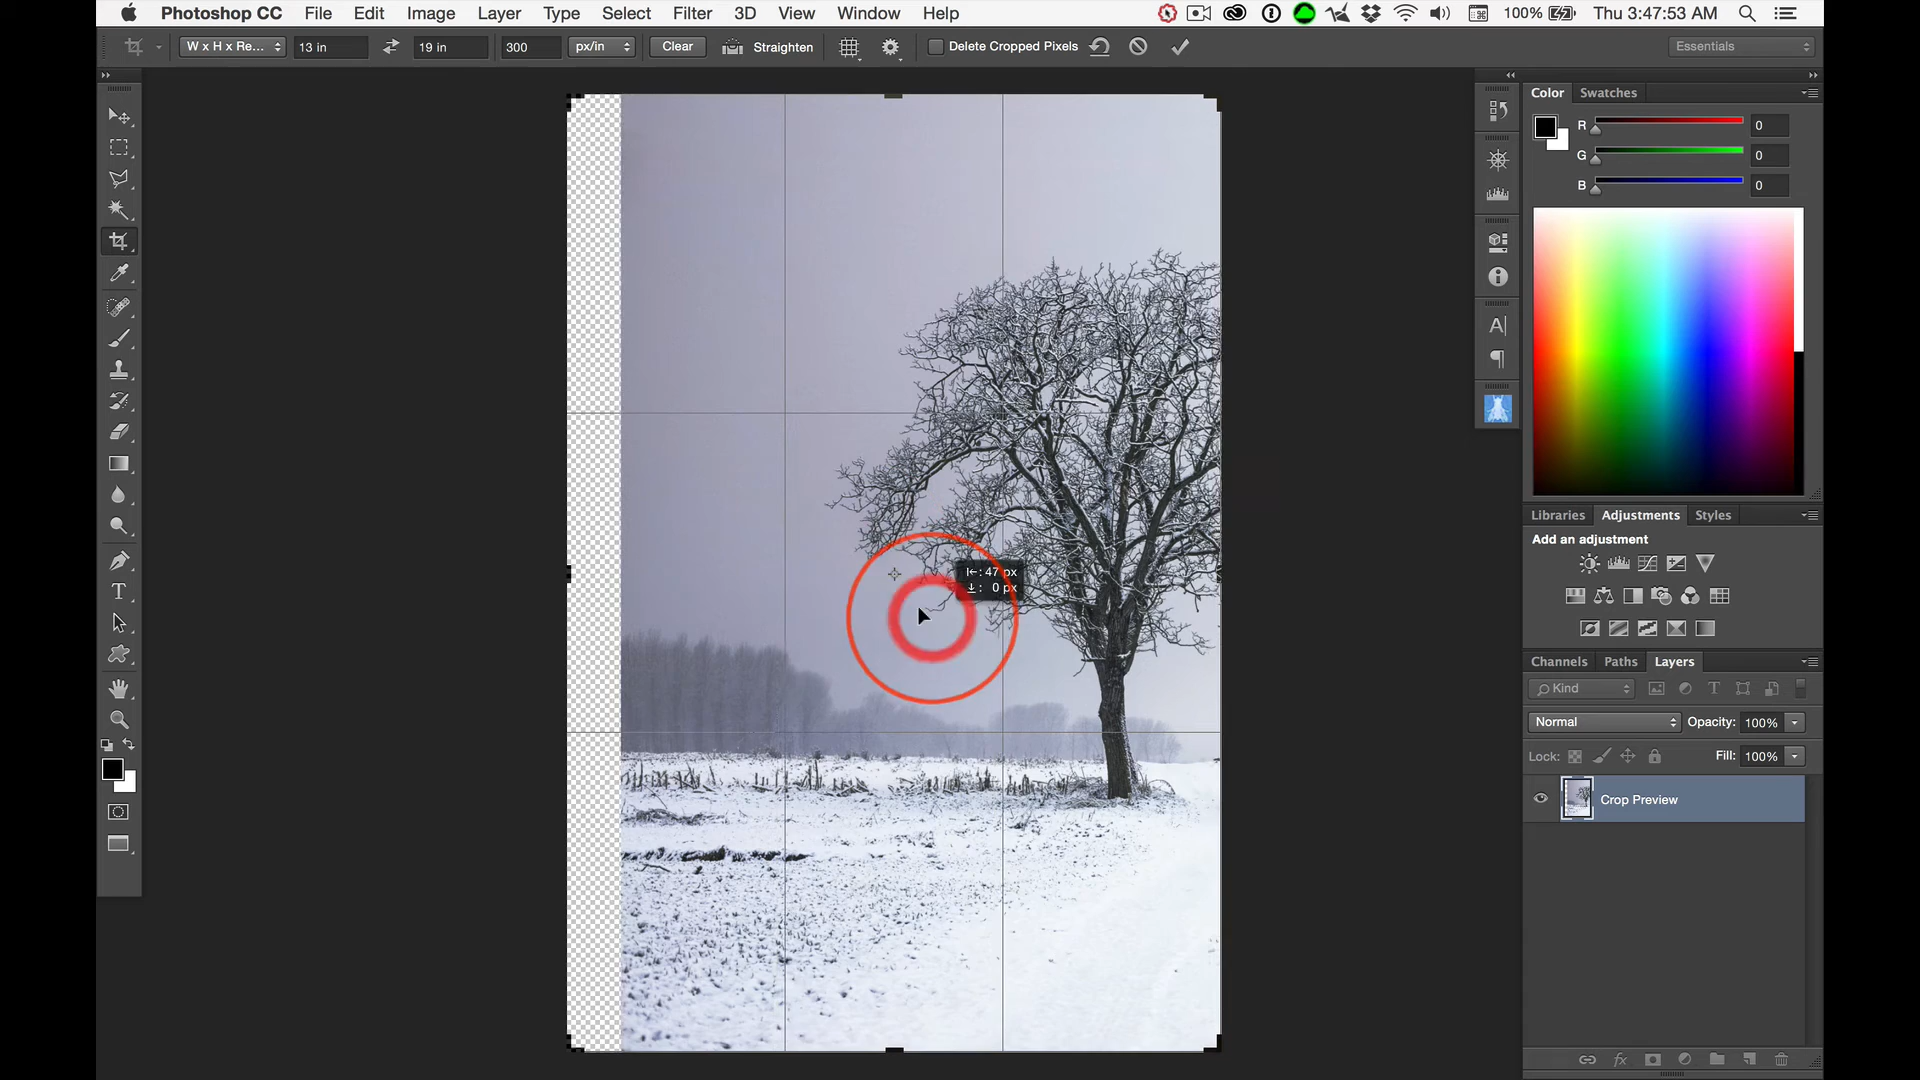 Photoshop CC File Edit Image Layer Type Select Filter 3D View Window Help 100% Thu 3:47:53 AM
W x H x Re... 13 in 19 in 300 px/in Clear Straighten Delete Cropped Pixels Essentials
Color Swatches
R 0
G 0
B 0
Libraries Adjustments Styles
Add an adjustment
47 px
0 px
Channels Paths Layers
Kind
Normal Opacity: 100%
Lock: Fill: 100%
Crop Preview